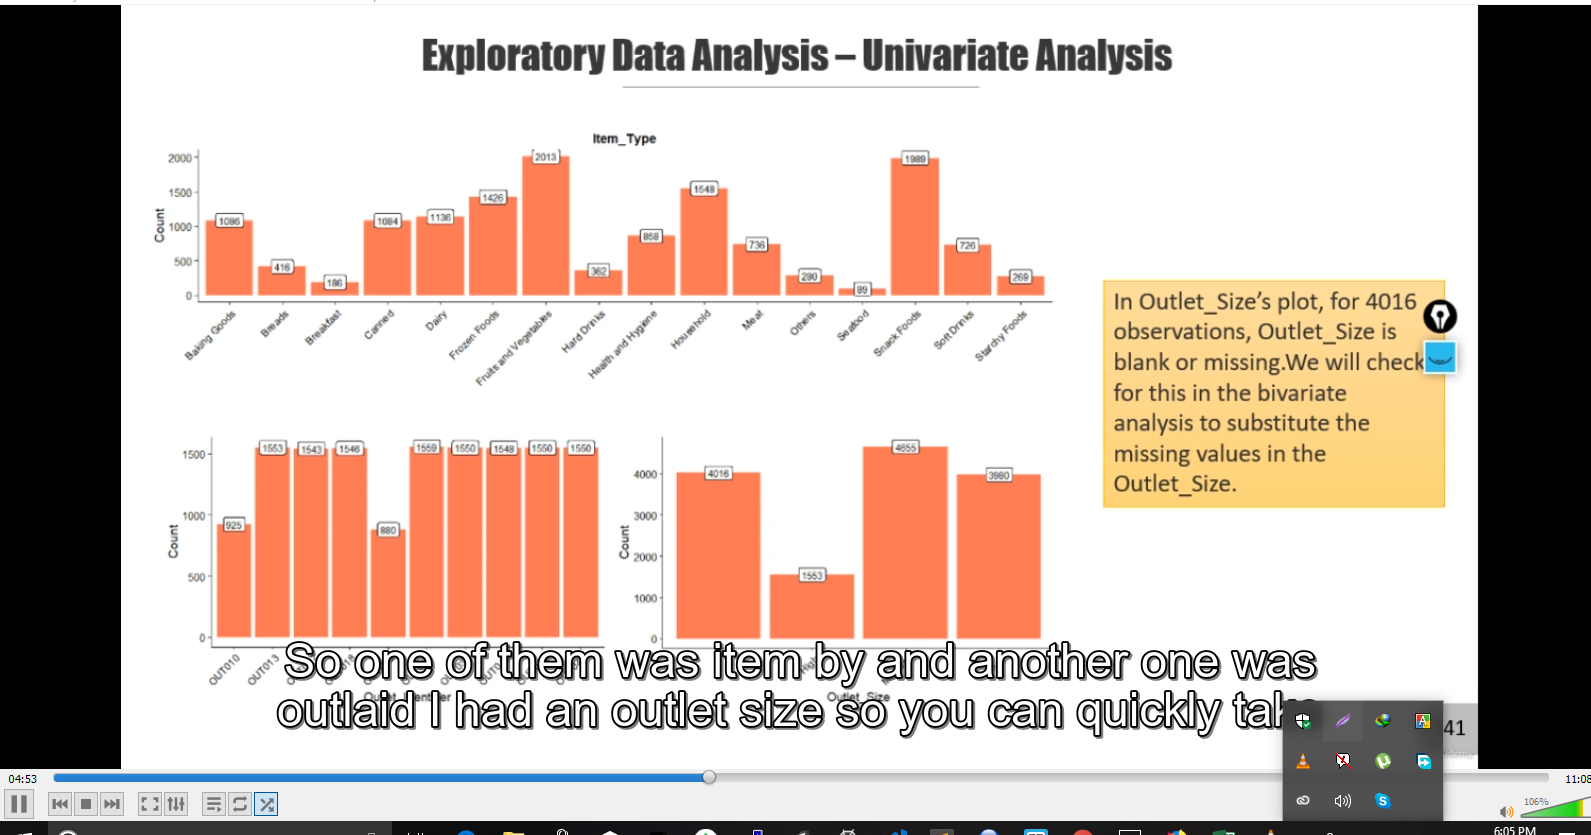 Exploratory Data Analysis – Univariate Analysis
Item_Type
Count
2000
1500
1000
500
0
1086
416
186
1084
1136
1426
2013
362
858
1548
736
280
89
1989
726
269
Baking Goods
Breads
Breakfast
Canned
Dairy
Frozen Foods
Fruits and Vegetables
Hard Drinks
Health and Hygiene
Household
Meat
Others
Seafood
Snack Foods
Soft Drinks
Starchy Foods
In Outlet_Size’s plot, for 4016
observations, Outlet_Size is
blank or missing.We will check
for this in the bivariate
analysis to substitute the
missing values in the
Outlet_Size.
Count
1500
1000
500
0
925
1553
1543
1546
880
1559
1550
1548
1550
1550
OUT010
OUT013
Count
4000
3000
2000
1000
0
4016
1553
4655
3980
Outlet_Size
So one of them was item by and another one was
outlaid I had an outlet size so you can quickly take
41
04:53
11:08
106%
6:05 PM